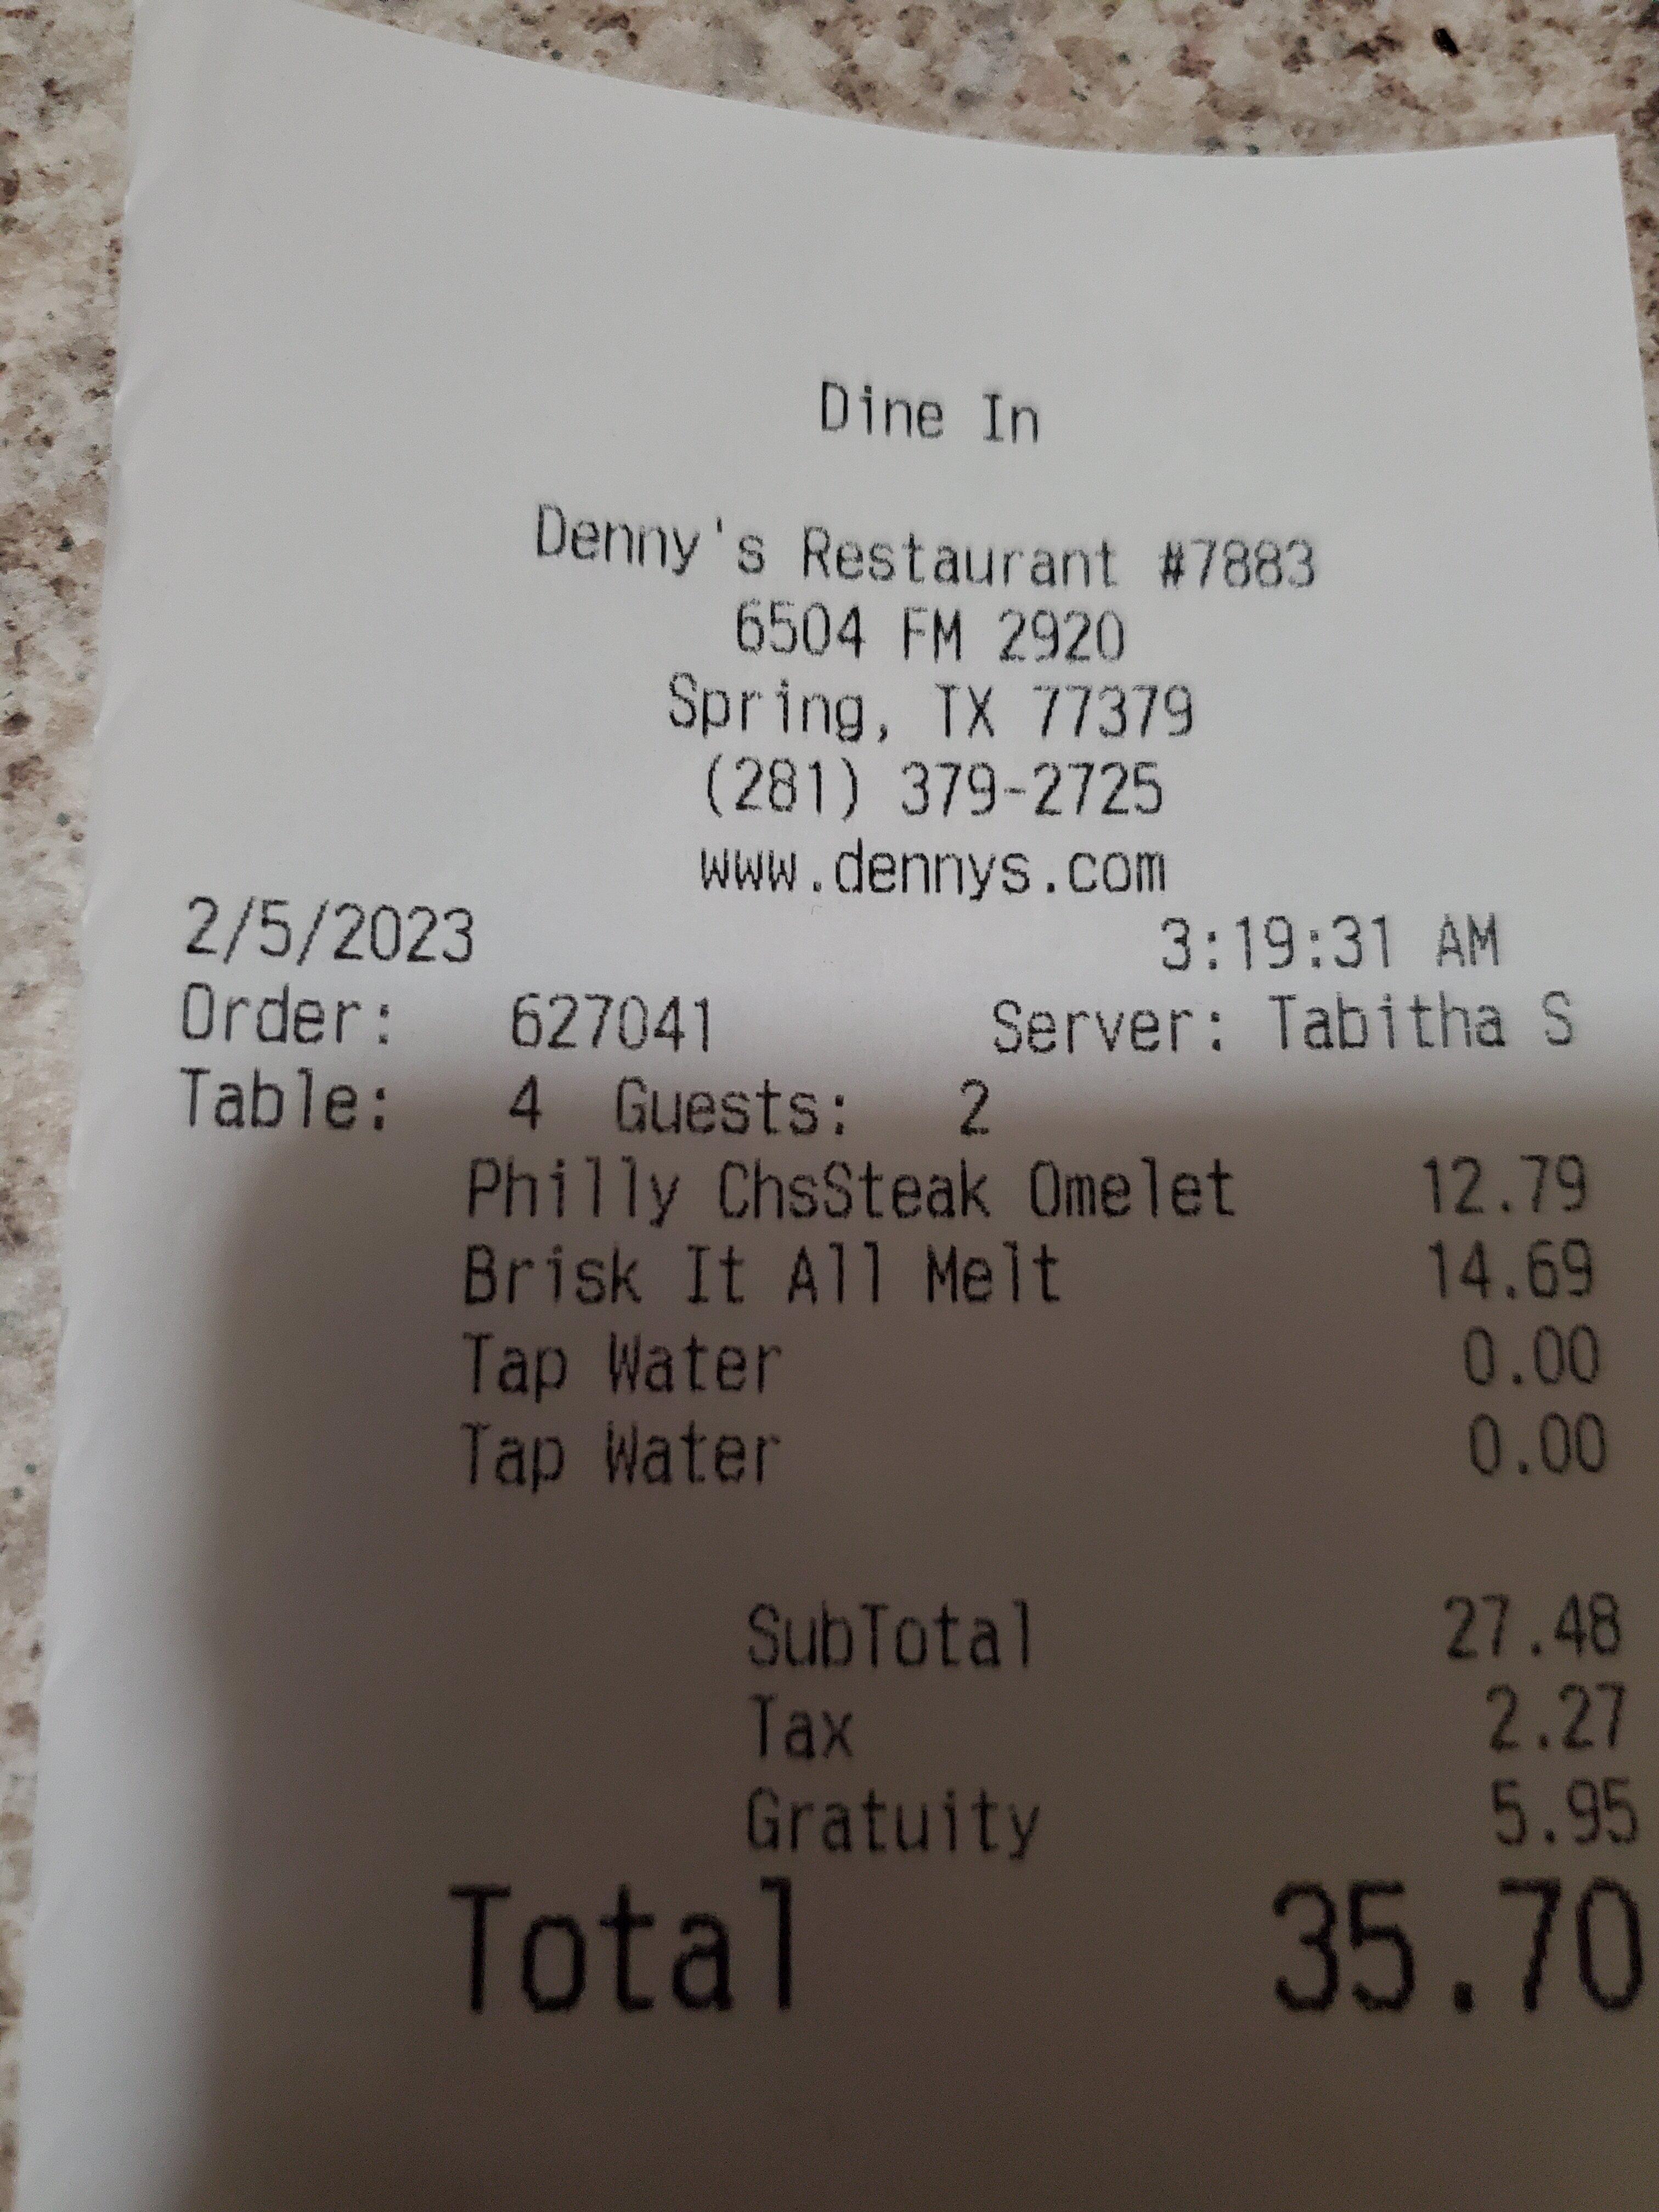 Dine In
Denny's Restaurant #7883
6504 FM 2920
Spring, TX 77379
(281) 379-2725
www.dennys.com
2/5/2023 3:19:31 AM
Order: 627041 Server: Tabitha S
Table: 4 Guests: 2
Philly ChsSteak Omelet 12.79
Brisk It All Melt 14.69
Tap Water 0.00
Tap Water 0.00
SubTotal 27.48
Tax 2.27
Gratuity 5.95
Total 35.70